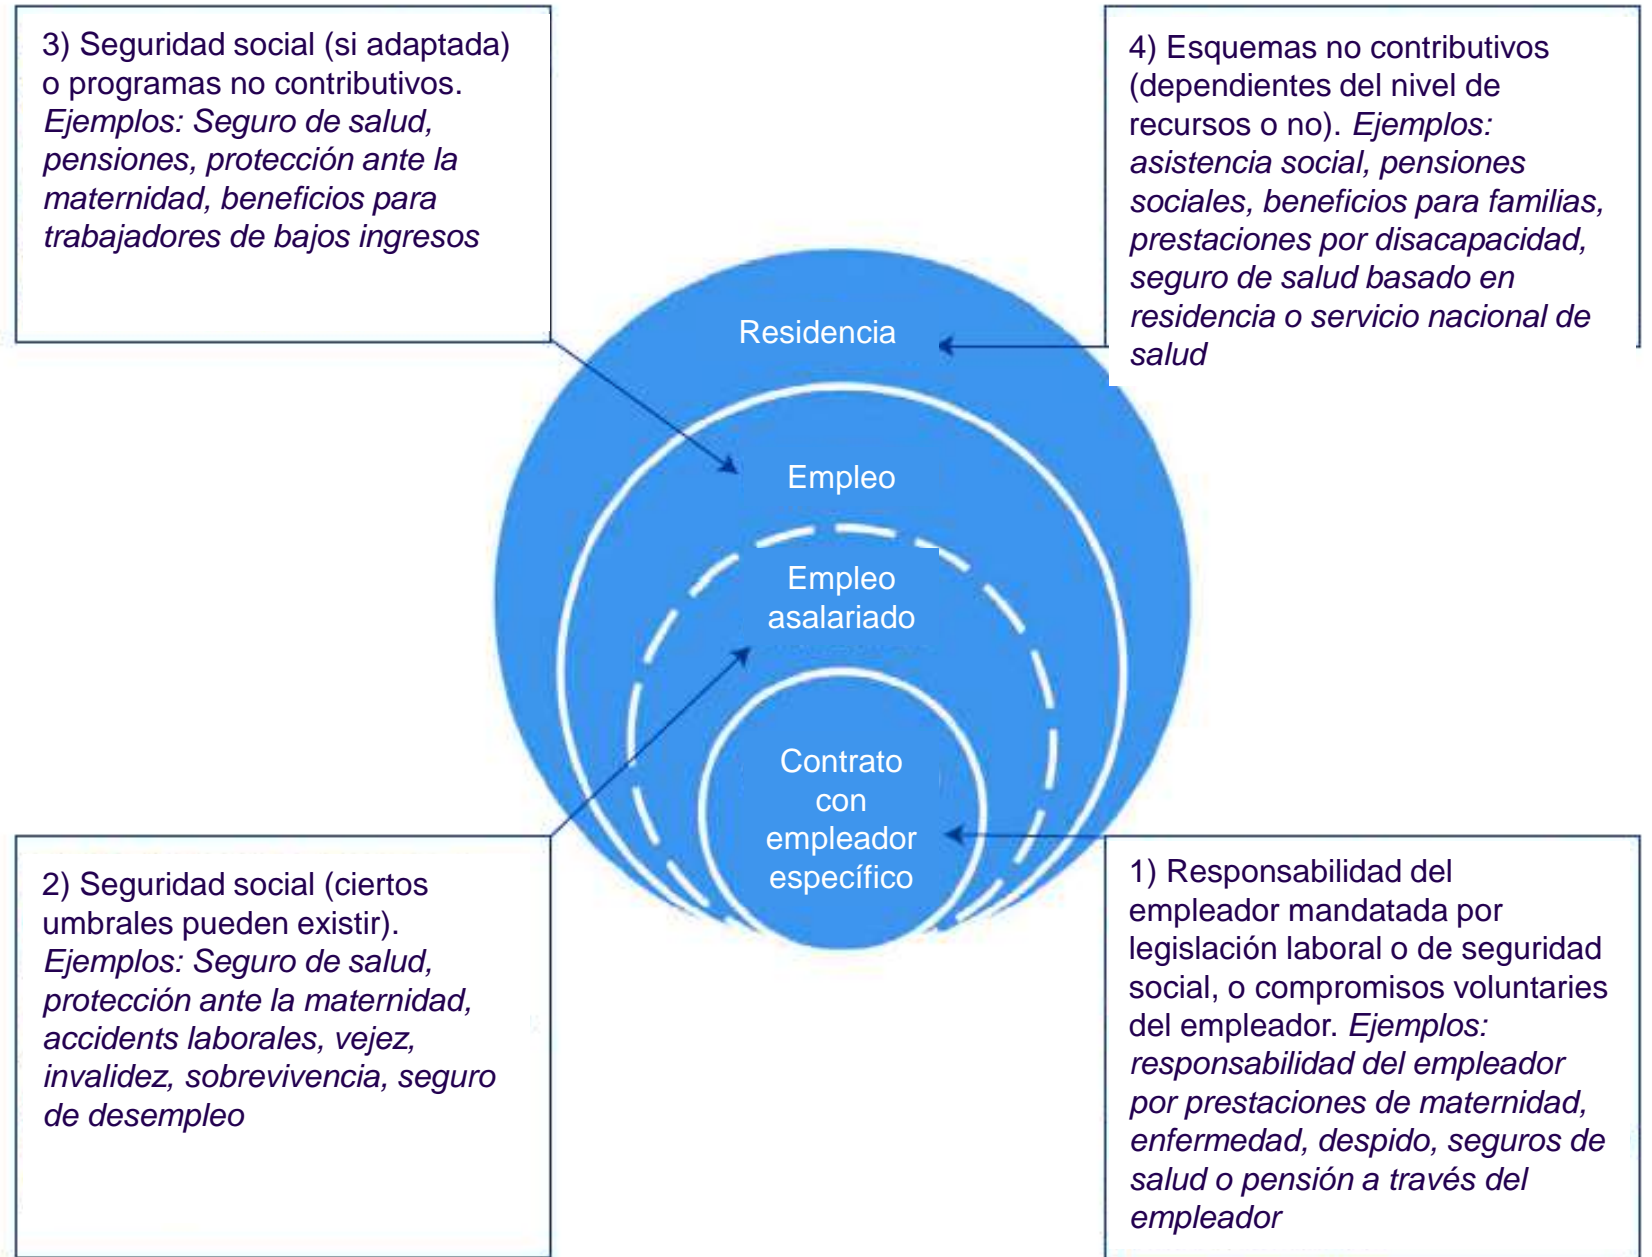 3) Seguridad social (si adaptada)
o programas no contributivos.
Ejemplos: Seguro de salud,
pensiones, protección ante la
maternidad, beneficios para
trabajadores de bajos ingresos
4) Esquemas no contributivos
(dependientes del nivel de
recursos o no). Ejemplos:
asistencia social, pensiones
sociales, beneficios para familias,
prestaciones por disacapacidad,
seguro de salud basado en
residencia o servicio nacional de
salud
Residencia
Empleo
Empleo
asalariado
Contrato
con
empleador
específico
2) Seguridad social (ciertos
umbrales pueden existir).
Ejemplos: Seguro de salud,
protección ante la maternidad,
accidents laborales, vejez,
invalidez, sobrevivencia, seguro
de desempleo
1) Responsabilidad del
empleador mandatada por
legislación laboral o de seguridad
social, o compromisos voluntaries
del empleador. Ejemplos:
responsabilidad del empleador
por prestaciones de maternidad,
enfermedad, despido, seguros de
salud o pensión a través del
empleador